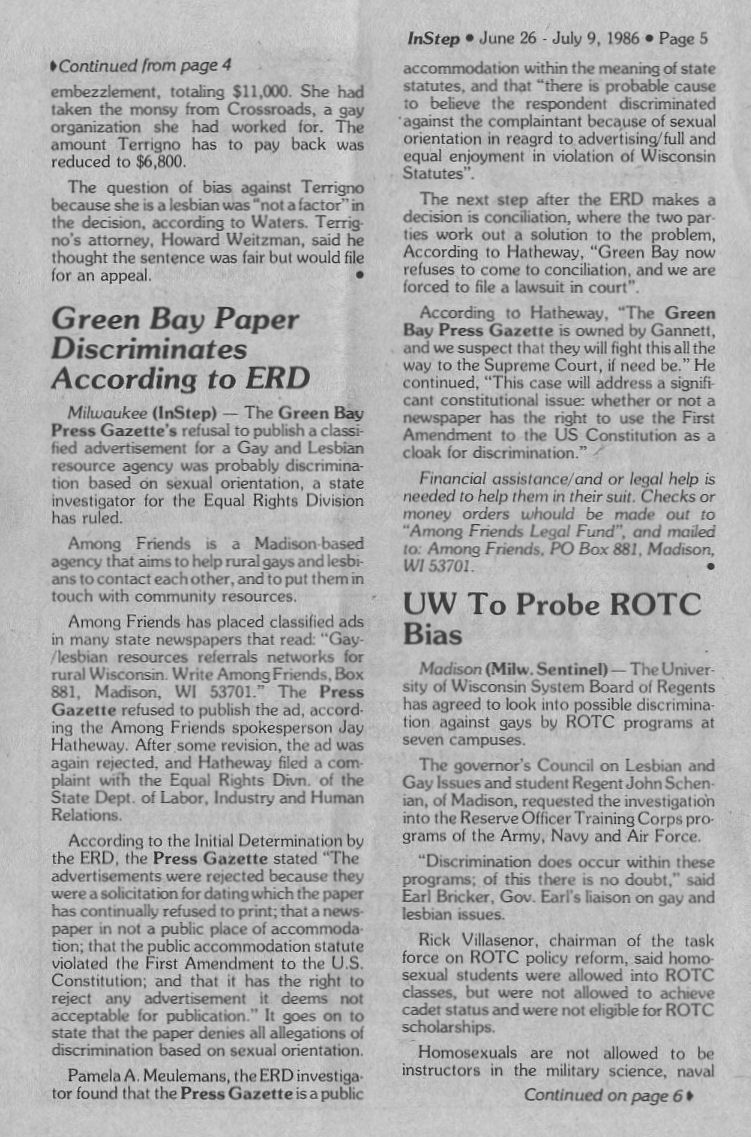 InStep • June 26 - July 9, 1986 • Page 5
Continued from page 4
embezzlement, totaling $11,000. She had
taken the monsy from Crossroads, a gay
organization she had worked for. The
amount Terrigno has to pay back was
reduced to $6,800.
The question of bias against Terrigno
because she is a lesbian was "not a factor" in
the decision, according to Waters. Terrig-
no's attorney, Howard Weitzman, said he
thought the sentence was fair but would file
for an appeal. •
Green Bay Paper
Discriminates
According to ERD
Milwaukee (InStep) — The Green Bay
Press Gazette's refusal to publish a classi-
fied advertisement for a Gay and Lesbian
resource agency was probably discrimina-
tion based on sexual orientation, a state
investigator for the Equal Rights Division
has ruled.
Among Friends is a Madison-based
agency that aims to help rural gays and lesbi-
ans to contact each other, and to put them in
touch with community resources.
Among Friends has placed classified ads
in many state newspapers that read: "Gay-
/lesbian resources referrals networks for
rural Wisconsin. Write Among Friends, Box
881, Madison, WI 53701." The Press
Gazette refused to publish the ad, accord-
ing the Among Friends spokesperson Jay
Hatheway. After some revision, the ad was
again rejected, and Hatheway filed a com-
plaint with the Equal Rights Divn. of the
State Dept. of Labor, Industry and Human
Relations.
According to the Initial Determination by
the ERD, the Press Gazette stated "The
advertisements were rejected because they
were a solicitation for dating which the paper
has continually refused to print; that a news-
paper in not a public place of accommoda-
tion; that the public accommodation statute
violated the First Amendment to the U.S.
Constitution; and that it has the right to
reject any advertisement it deems not
acceptable for publication." It goes on to
state that the paper denies all allegations of
discrimination based on sexual orientation.
Pamela A. Meulemans, the ERD investiga-
tor found that the Press Gazette is a public
accommodation within the meaning of state
statutes, and that "there is probable cause
to believe the respondent discriminated
against the complaintant because of sexual
orientation in reagrd to advertising/full and
equal enjoyment in violation of Wisconsin
Statutes".
The next step after the ERD makes a
decision is conciliation, where the two par-
ties work out a solution to the problem,
According to Hatheway, "Green Bay now
refuses to come to conciliation, and we are
forced to file a lawsuit in court".
According to Hatheway, "The Green
Bay Press Gazette is owned by Gannett,
and we suspect that they will fight this all the
way to the Supreme Court, if need be." He
continued, "This case will address a signifi-
cant constitutional issue: whether or not a
newspaper has the right to use the First
Amendment to the US Constitution as a
cloak for discrimination."
Financial assistance/and or legal help is
needed to help them in their suit. Checks or
money orders whould be made out to
"Among Friends Legal Fund", and mailed
to: Among Friends, PO Box 881, Madison,
WI 53701. •
UW To Probe ROTC
Bias
Madison (Milw. Sentinel) — The Univer-
sity of Wisconsin System Board of Regents
has agreed to look into possible discrimina-
tion against gays by ROTC programs at
seven campuses.
The governor's Council on Lesbian and
Gay Issues and student Regent John Schen-
ian, of Madison, requested the investigation
into the Reserve Officer Training Corps pro-
grams of the Army, Navy and Air Force.
"Discrimination does occur within these
programs; of this there is no doubt," said
Earl Bricker, Gov. Earl's liaison on gay and
lesbian issues.
Rick Villasenor, chairman of the task
force on ROTC policy reform, said homo-
sexual students were allowed into ROTC
classes, but were not allowed to achieve
cadet status and were not eligible for ROTC
scholarships.
Homosexuals are not allowed to be
instructors in the military science, naval
Continued on page 6